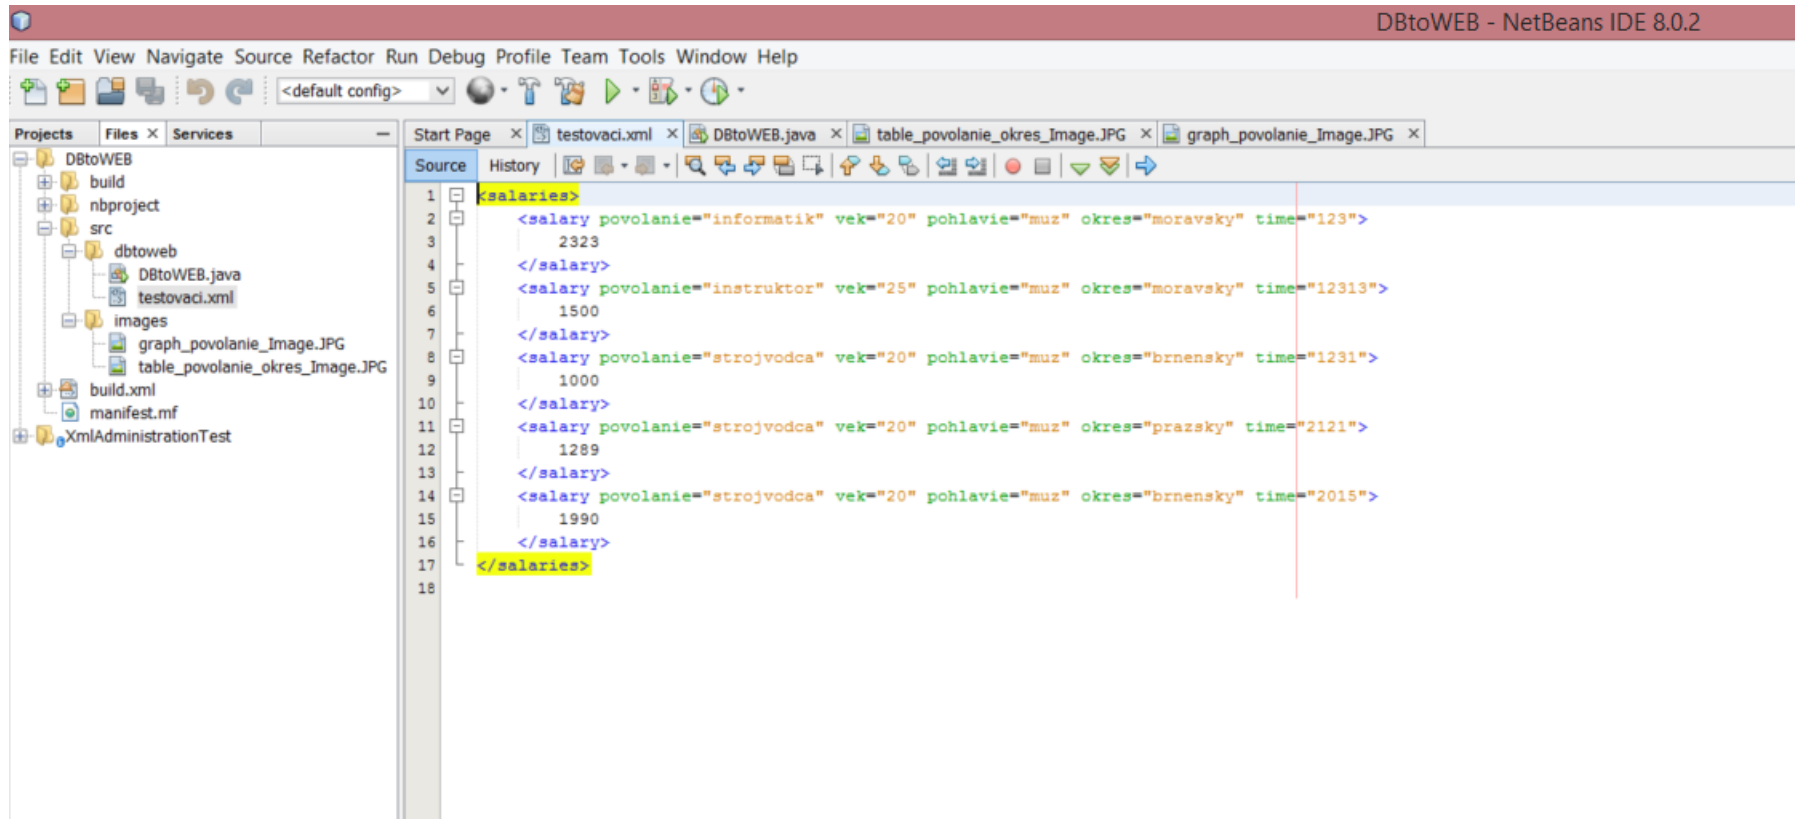 DBtoWEB - NetBeans IDE 8.0.2
File Edit View Navigate Source Refactor Run Debug Profile Team Tools Window Help
<default config>
Projects Files Services
DBtoWEB
build
nbproject
src
dbtoweb
DBtoWEB.java
testovaci.xml
images
graph_povolanie_Image.JPG
table_povolanie_okres_Image.JPG
build.xml
manifest.mf
XmlAdministrationTest
Start Page testovaci.xml DBtoWEB.java table_povolanie_okres_Image.JPG graph_povolanie_Image.JPG
Source History
1 <salaries>
2 <salary povolanie="informatik" vek="20" pohlavie="muz" okres="moravsky" time="123">
3 2323
4 </salary>
5 <salary povolanie="instruktor" vek="25" pohlavie="muz" okres="moravsky" time="12313">
6 1500
7 </salary>
8 <salary povolanie="strojvodca" vek="20" pohlavie="muz" okres="brnensky" time="1231">
9 1000
10 </salary>
11 <salary povolanie="strojvodca" vek="20" pohlavie="muz" okres="prazsky" time="2121">
12 1289
13 </salary>
14 <salary povolanie="strojvodca" vek="20" pohlavie="muz" okres="brnensky" time="2015">
15 1990
16 </salary>
17 </salaries>
18